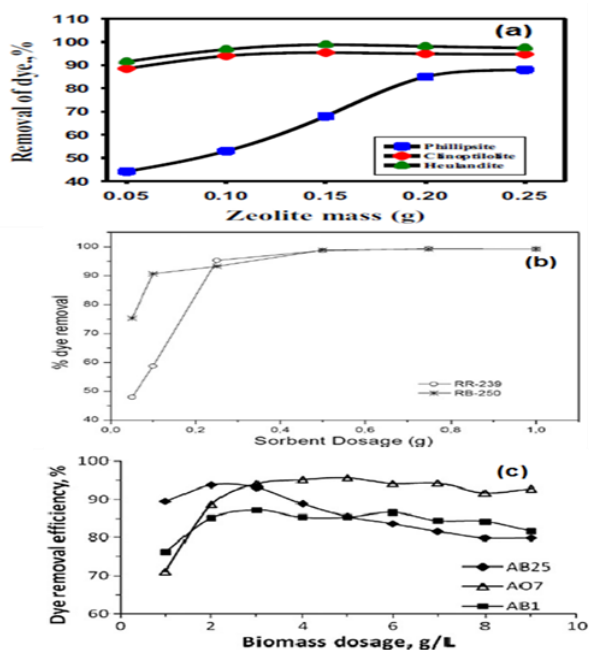 (a)
110
100
90
80
70
60
50
40
Removal of dye.,%
Phillipsite
Clinoptilolite
Heulandite
0.05 0.10 0.15 0.20 0.25
Zeolite mass (g)
(b)
100
90
80
70
60
50
40
% dye removal
RR-239
RB-250
0,0 0,2 0,4 0,6 0,8 1,0
Sorbent Dosage (g)
(c)
100
90
80
70
60
Dye removal efficiency, %
AB25
AO7
AB1
0 2 4 6 8 10
Biomass dosage, g/L